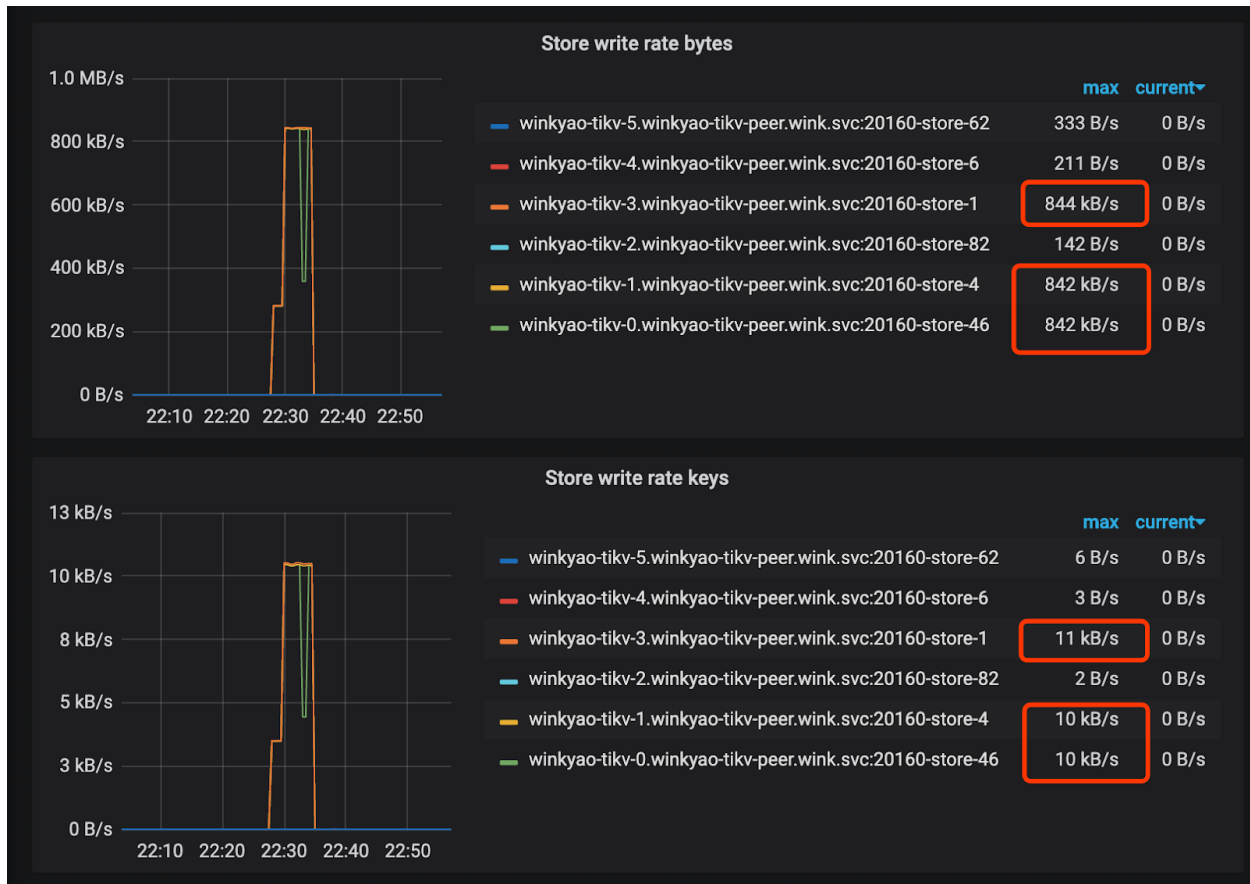 Store write rate bytes
max current
1.0 MB/s
800 kB/s
600 kB/s
400 kB/s
200 kB/s
0 B/s
22:10 22:20 22:30 22:40 22:50
winkyao-tikv-5.winkyao-tikv-peer.wink.svc:20160-store-62 333 B/s 0 B/s
winkyao-tikv-4.winkyao-tikv-peer.wink.svc:20160-store-6 211 B/s 0 B/s
winkyao-tikv-3.winkyao-tikv-peer.wink.svc:20160-store-1 844 kB/s 0 B/s
winkyao-tikv-2.winkyao-tikv-peer.wink.svc:20160-store-82 142 B/s 0 B/s
winkyao-tikv-1.winkyao-tikv-peer.wink.svc:20160-store-4 842 kB/s 0 B/s
winkyao-tikv-0.winkyao-tikv-peer.wink.svc:20160-store-46 842 kB/s 0 B/s
Store write rate keys
max current
13 kB/s
10 kB/s
8 kB/s
5 kB/s
3 kB/s
0 B/s
22:10 22:20 22:30 22:40 22:50
winkyao-tikv-5.winkyao-tikv-peer.wink.svc:20160-store-62 6 B/s 0 B/s
winkyao-tikv-4.winkyao-tikv-peer.wink.svc:20160-store-6 3 B/s 0 B/s
winkyao-tikv-3.winkyao-tikv-peer.wink.svc:20160-store-1 11 kB/s 0 B/s
winkyao-tikv-2.winkyao-tikv-peer.wink.svc:20160-store-82 2 B/s 0 B/s
winkyao-tikv-1.winkyao-tikv-peer.wink.svc:20160-store-4 10 kB/s 0 B/s
winkyao-tikv-0.winkyao-tikv-peer.wink.svc:20160-store-46 10 kB/s 0 B/s